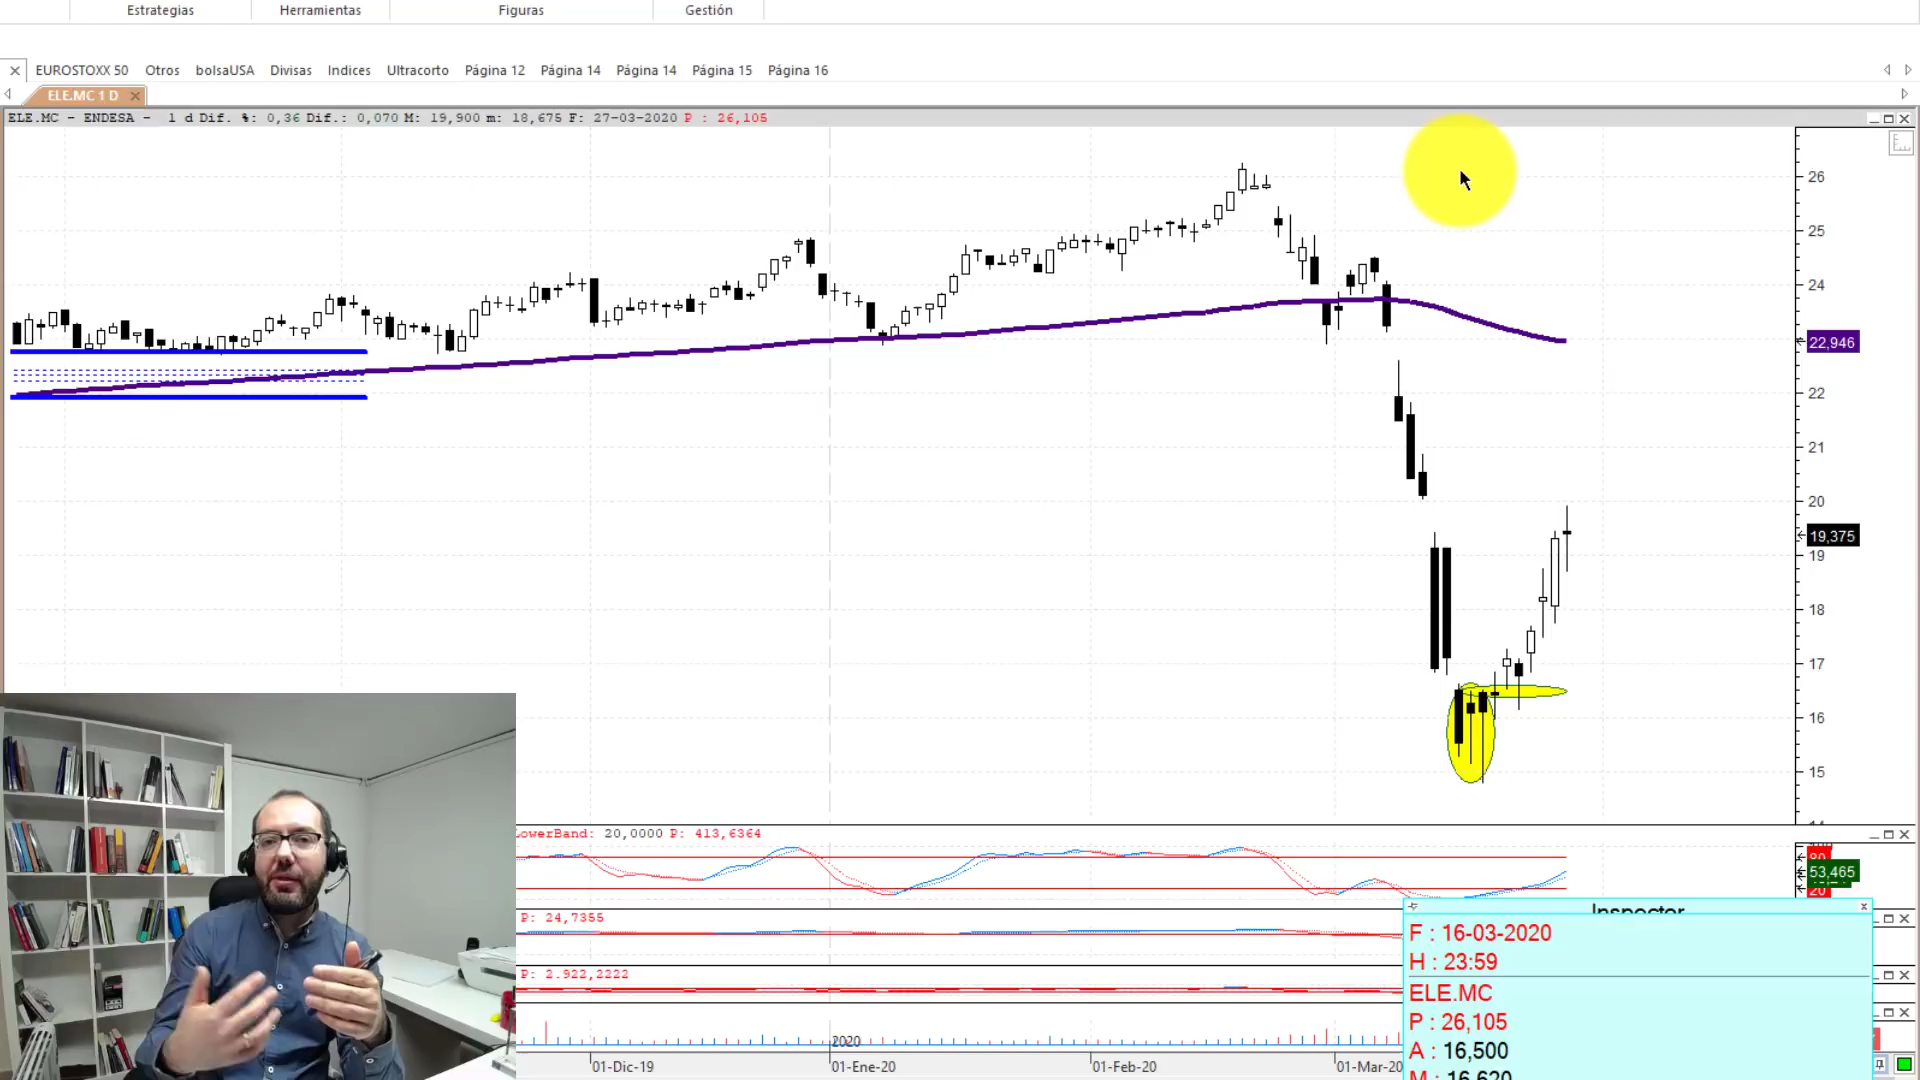 Estrategias Herramientas Figuras Gestión
EUROSTOXX 50 Otros bolsaUSA Divisas Indices Ultracorto Página 12 Página 14 Página 14 Página 15 Página 16
ELE.MC 1 D
ELE.MC - ENDESA - 1 d Dif. %: 0,36 Dif.: 0,070 M: 19,900 m: 18,675 F: 27-03-2020 P : 26,105
26
25
24
22,946
22
21
20
19,375
19
18
17
16
15
LowerBand: 20,0000 P: 413,6364
80
53,465
20
P: 24,7355
Inspector
F : 16-03-2020
H : 23:59
P: 2.922,2222
ELE.MC
P : 26,105
A : 16,500
M : 16,620
2020
01-Dic-19 01-Ene-20 01-Feb-20 01-Mar-20